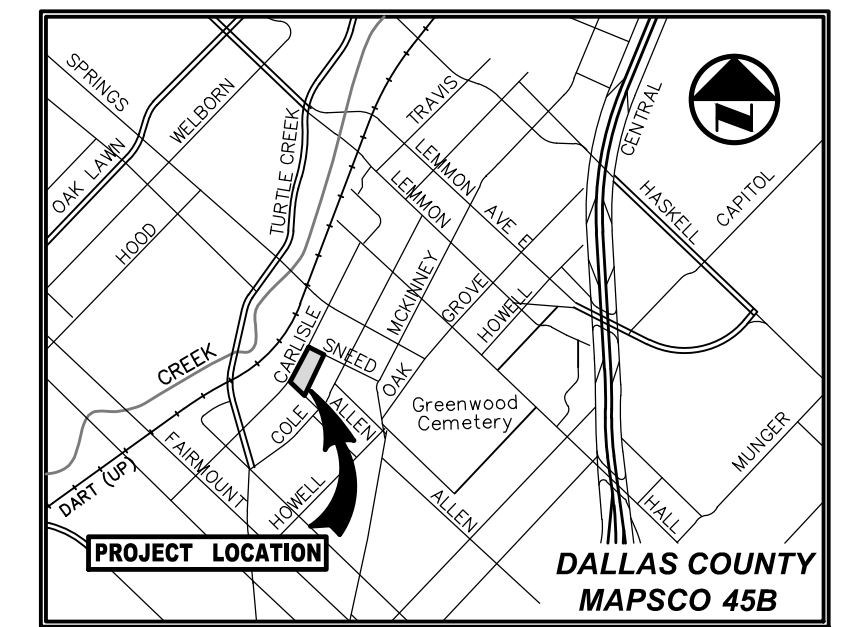 SPRINGS
WELBORN
OAK LAWN
HOOD
TURTLE CREEK
TRAVIS
LEMMON
LEMMON
AVE E
CENTRAL
HASKELL
CAPITOL
MCKINNEY
GROVE
HOWELL
CARLISLE
SNEED
OAK
CREEK
COLE
ALLEN
Greenwood
Cemetery
MUNGER
FAIRMOUNT
DART (UP)
HOWELL
ALLEN
HALL
PROJECT LOCATION
DALLAS COUNTY
MAPSCO 45B
N